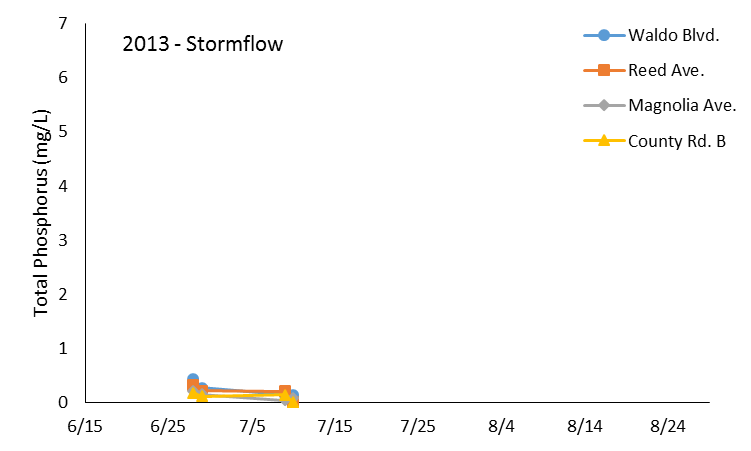 2013 - Stormflow
Waldo Blvd.
Reed Ave.
Magnolia Ave.
County Rd. B
Total Phosphorus (mg/L)
7
6
5
4
3
2
1
0
6/15 6/25 7/5 7/15 7/25 8/4 8/14 8/24